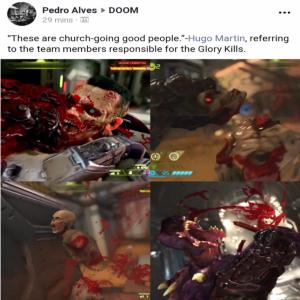 Pedro Alves ▸ DOOM
29 mins ·
“These are church-going good people.”-Hugo Martin, referring
to the team members responsible for the Glory Kills.